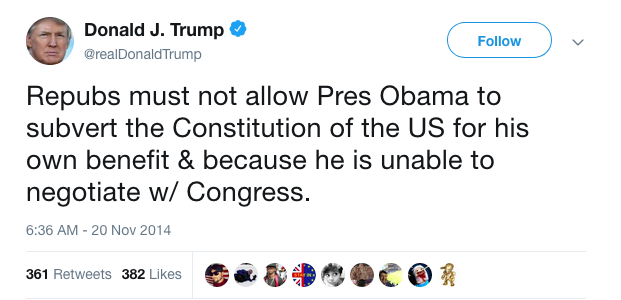 Donald J. Trump
@realDonaldTrump
Follow
Repubs must not allow Pres Obama to
subvert the Constitution of the US for his
own benefit & because he is unable to
negotiate w/ Congress.
6:36 AM - 20 Nov 2014
361 Retweets 382 Likes